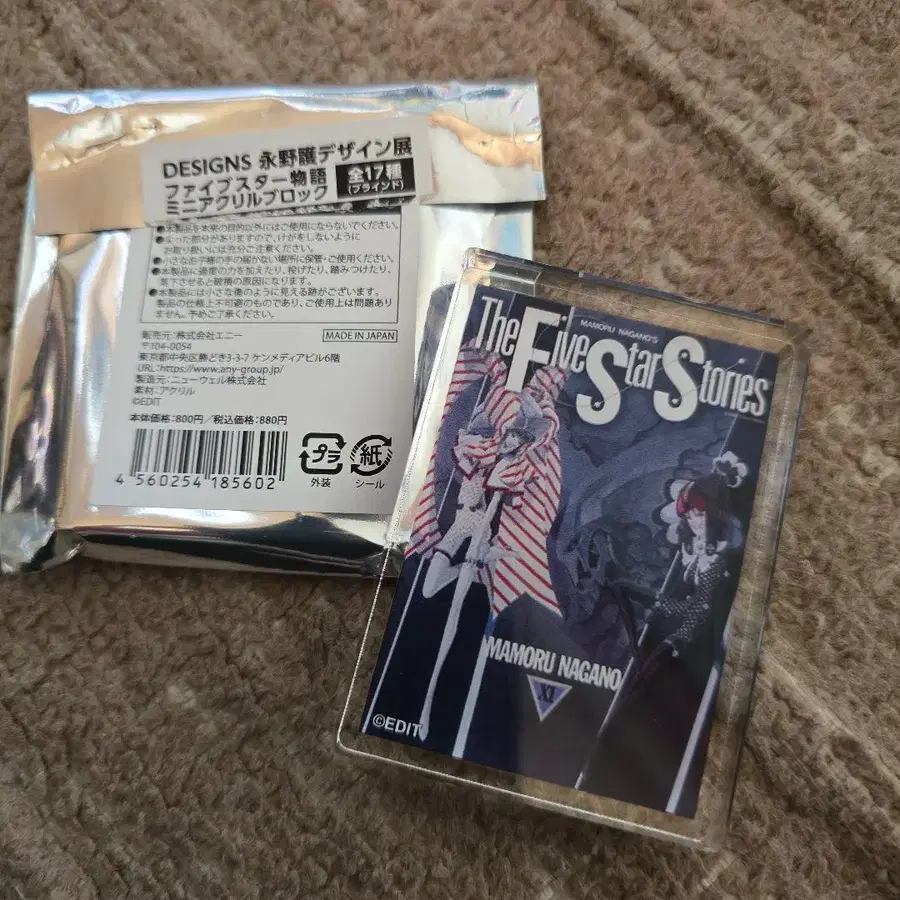 DESIGNS 永野護デザイン展
ファイブスター物語
ミニアクリルブロック
全17種
(ブラインド)
●本製品を本来の目的以外にはご使用にならないでください。
●尖った部分がありますので、けがをしないように
お取り扱いには充分ご注意ください。
●小さなお子様の手の届かない場所に保管・ご使用ください。
●本製品に過度の力を加えたり、投げたり、踏みつけたり、
落下させると破損の原因になります。
●本製品には小さな傷のように見える跡がございます。
製品の仕様上不可避のものであり、ご使用上は問題あり
ません。予めご了承ください。
販売元:株式会社エニー
MADE IN JAPAN
〒104-0054
東京都中央区勝どき3-3-7 ケンメディアビル6階
URL:https://www.any-group.jp/
製造元:ニューウェル株式会社
素材:アクリル
©EDIT
本体価格:800円/税込価格:880円
4 560254 185602
プラ
外装
紙
シール
MAMORU NAGANO'S
The Five Star Stories
MAMORU NAGANO
XI
©EDIT